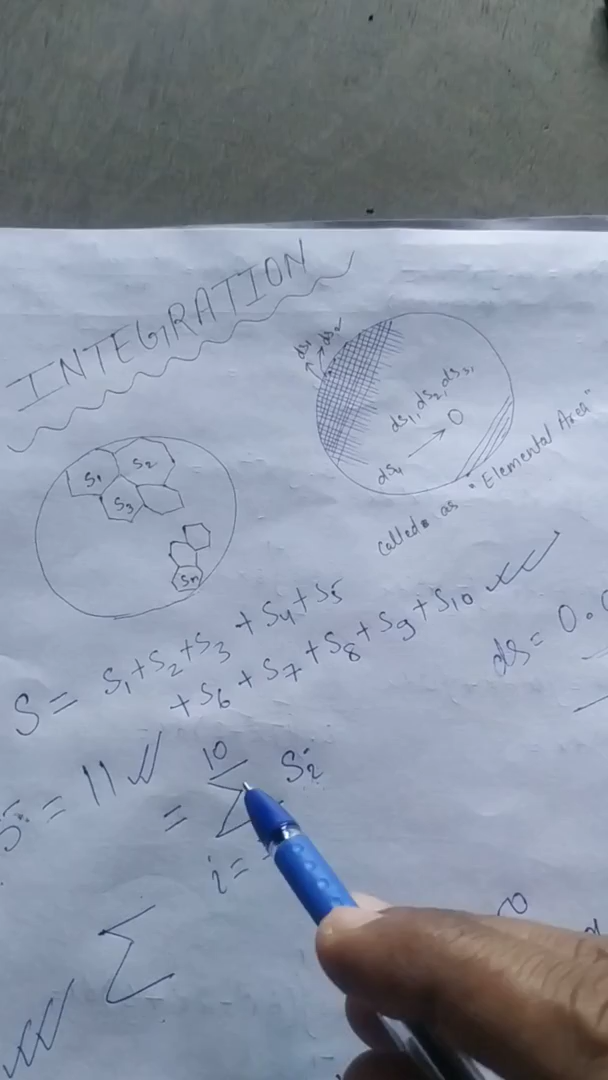 INTEGRATION
ds1 ds2
ds1, ds2, ds3,
ds4 → 0
called as "Elemental Area"
S1 S2
S3
Sn
S = S1+S2+S3+S4+S5
+S6+S7+S8+S9+S10
ds = 0.0
= 11
10
= Σ Si
i =
Σ